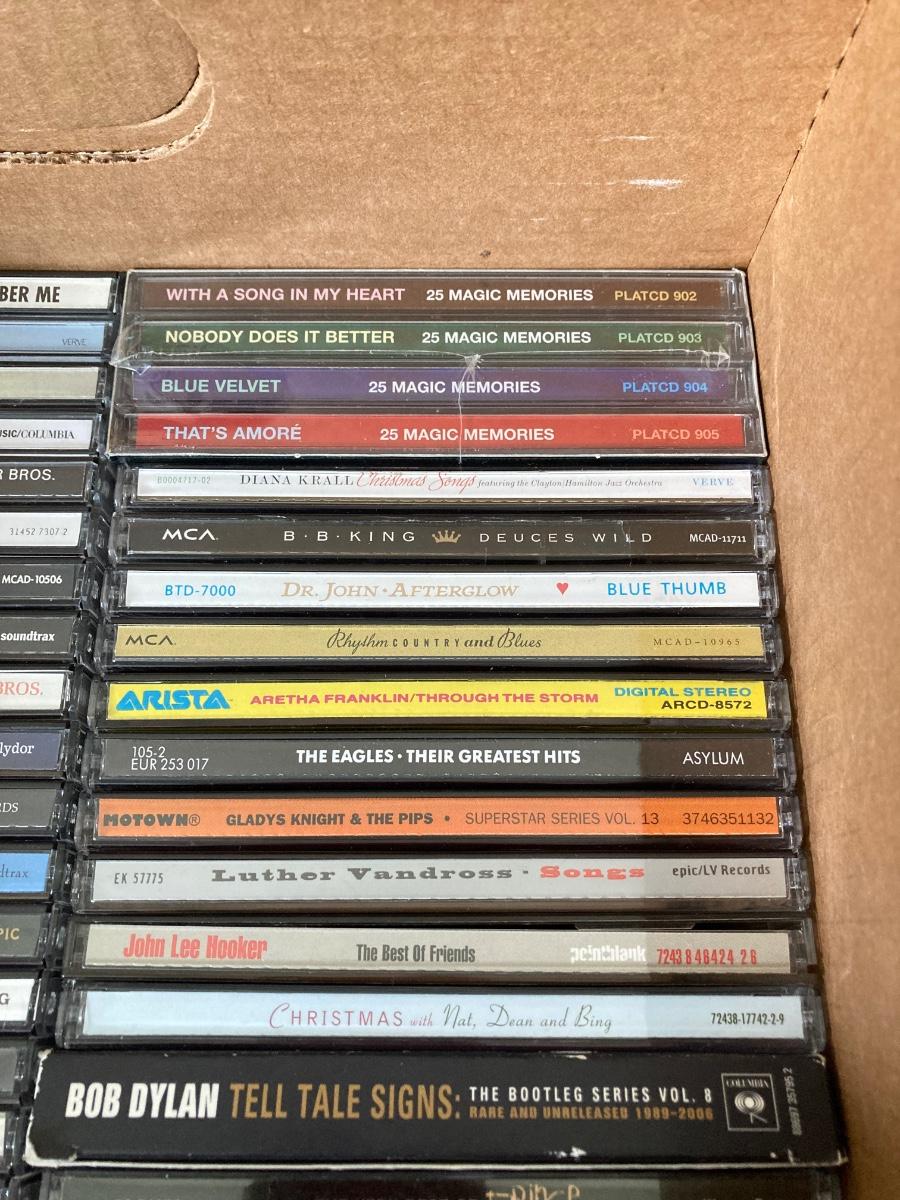 BER ME
VERVE
USIC/COLUMBIA
R BROS.
31452 7307 2
MCAD-10506
soundtrax
BROS.
lydor
RDS
dtrax
PIC
G
WITH A SONG IN MY HEART 25 MAGIC MEMORIES PLATCD 902
NOBODY DOES IT BETTER 25 MAGIC MEMORIES PLATCD 903
BLUE VELVET 25 MAGIC MEMORIES PLATCD 904
THAT'S AMORÉ 25 MAGIC MEMORIES PLATCD 905
B0004717-02 DIANA KRALL Christmas Songs featuring the Clayton/Hamilton Jazz Orchestra VERVE
MCA B·B·KING DEUCES WILD MCAD-11711
BTD-7000 DR. JOHN·AFTERGLOW ♥ BLUE THUMB
MCA Rhythm COUNTRY and Blues MCAD-10965
ARISTA ARETHA FRANKLIN/THROUGH THE STORM DIGITAL STEREO
ARCD-8572
105-2 THE EAGLES · THEIR GREATEST HITS ASYLUM
EUR 253 017
MOTOWN® GLADYS KNIGHT & THE PIPS • SUPERSTAR SERIES VOL. 13 3746351132
EK 57775 Luther Vandross · Songs epic/LV Records
John Lee Hooker The Best Of Friends pointblank 7243 8 46424 2 6
CHRISTMAS with Nat, Dean and Bing 72438-17742-2-9
BOB DYLAN TELL TALE SIGNS: THE BOOTLEG SERIES VOL. 8
RARE AND UNRELEASED 1989-2006
COLUMBIA
88697 35795 2